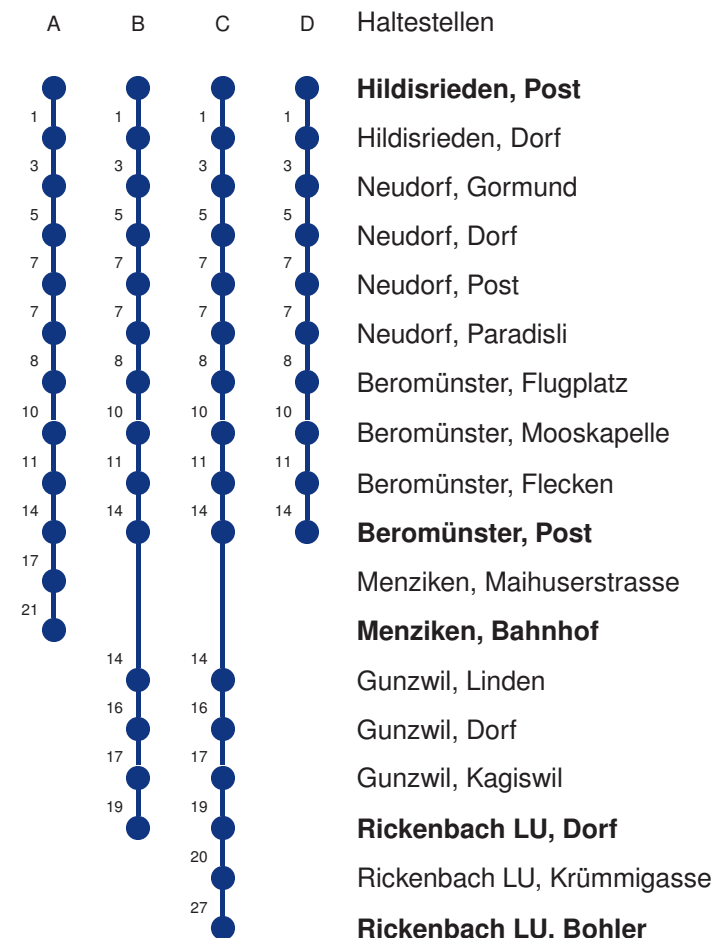 A B C D Haltestellen
Hildisrieden, Post
1 1 1 1 Hildisrieden, Dorf
3 3 3 3 Neudorf, Gormund
5 5 5 5 Neudorf, Dorf
7 7 7 7 Neudorf, Post
7 7 7 7 Neudorf, Paradisli
8 8 8 8 Beromünster, Flugplatz
10 10 10 10 Beromünster, Mooskapelle
11 11 11 11 Beromünster, Flecken
14 14 14 14 Beromünster, Post
17 Menziken, Maihuserstrasse
21 Menziken, Bahnhof
14 14 Gunzwil, Linden
16 16 Gunzwil, Dorf
17 17 Gunzwil, Kagiswil
19 19 Rickenbach LU, Dorf
20 Rickenbach LU, Krümmigasse
27 Rickenbach LU, Bohler